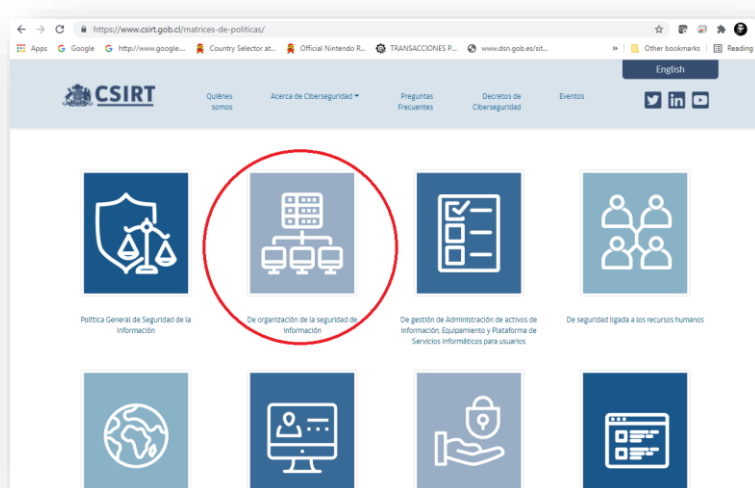 https://www.csirt.gob.cl/matrices-de-politicas/
Apps Google http://www.google... Country Selector at... Official Nintendo R... TRANSACCIONES P... www.dsn.gob.es/sit... » Other bookmarks Reading
English
CSIRT
Quiénes
somos
Acerca de Ciberseguridad
Preguntas
Frecuentes
Decretos de
Ciberseguridad
Eventos
Política General de Seguridad de la
Información
De organización de la seguridad de
información
De gestión de Administración de activos de
Información, Equipamiento y Plataforma de
Servicios Informáticos para usuarios
De seguridad ligada a los recursos humanos